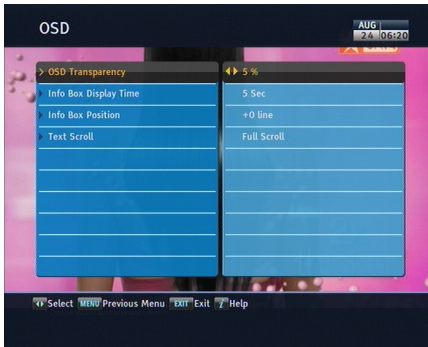 OSD
AUG
24 06:20
OSD Transparency 5 %
Info Box Display Time 5 Sec
Info Box Position +0 line
Text Scroll Full Scroll
Select MENU Previous Menu EXIT Exit ? Help